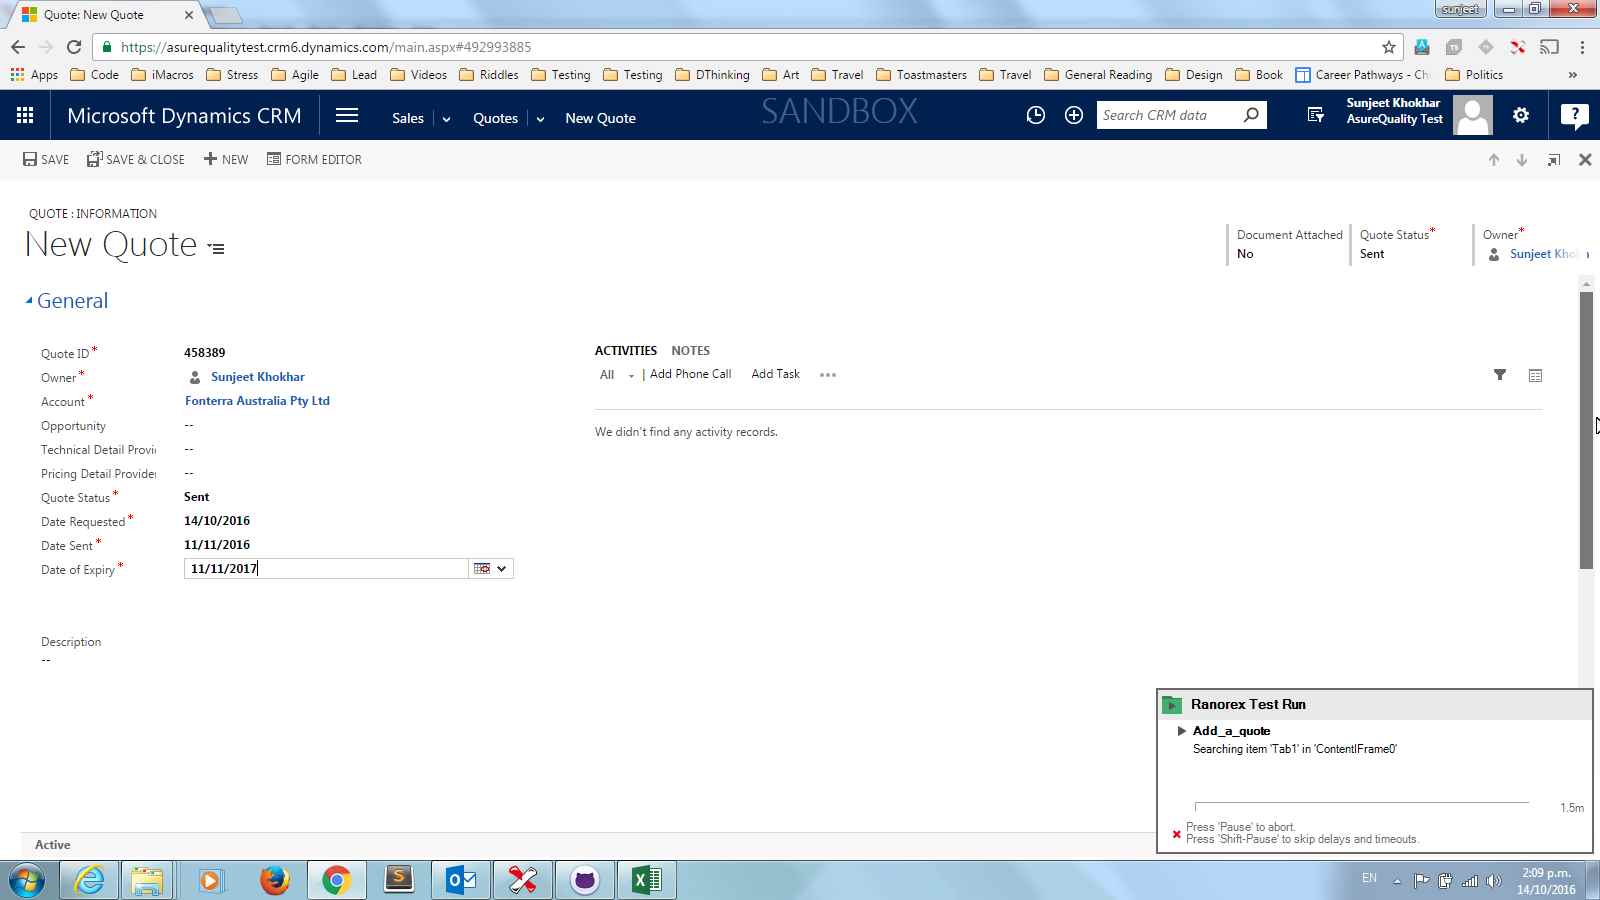 Quote: New Quote
sunjeet
https://asurequalitytest.crm6.dynamics.com/main.aspx#492993885
Apps Code iMacros Stress Agile Lead Videos Riddles Testing Testing DThinking Art Travel Toastmasters Travel General Reading Design Book Career Pathways - Ch Politics »
Microsoft Dynamics CRM Sales Quotes New Quote SANDBOX Search CRM data
Sunjeet Khokhar
AsureQuality Test
?
SAVE SAVE & CLOSE NEW FORM EDITOR
QUOTE : INFORMATION
New Quote
Document Attached Quote Status* Owner*
No Sent Sunjeet Khok
General
Quote ID* 458389
Owner* Sunjeet Khokhar
Account* Fonterra Australia Pty Ltd
Opportunity --
Technical Detail Provi --
Pricing Detail Provider --
Quote Status* Sent
Date Requested* 14/10/2016
Date Sent* 11/11/2016
Date of Expiry* 11/11/2017
Description
--
ACTIVITIES NOTES
All | Add Phone Call Add Task •••
We didn't find any activity records.
Ranorex Test Run
Add_a_quote
Searching item 'Tab1' in 'ContentIFrame0'
1.5m
Press 'Pause' to abort.
Press 'Shift-Pause' to skip delays and timeouts.
Active
EN
2:09 p.m.
14/10/2016